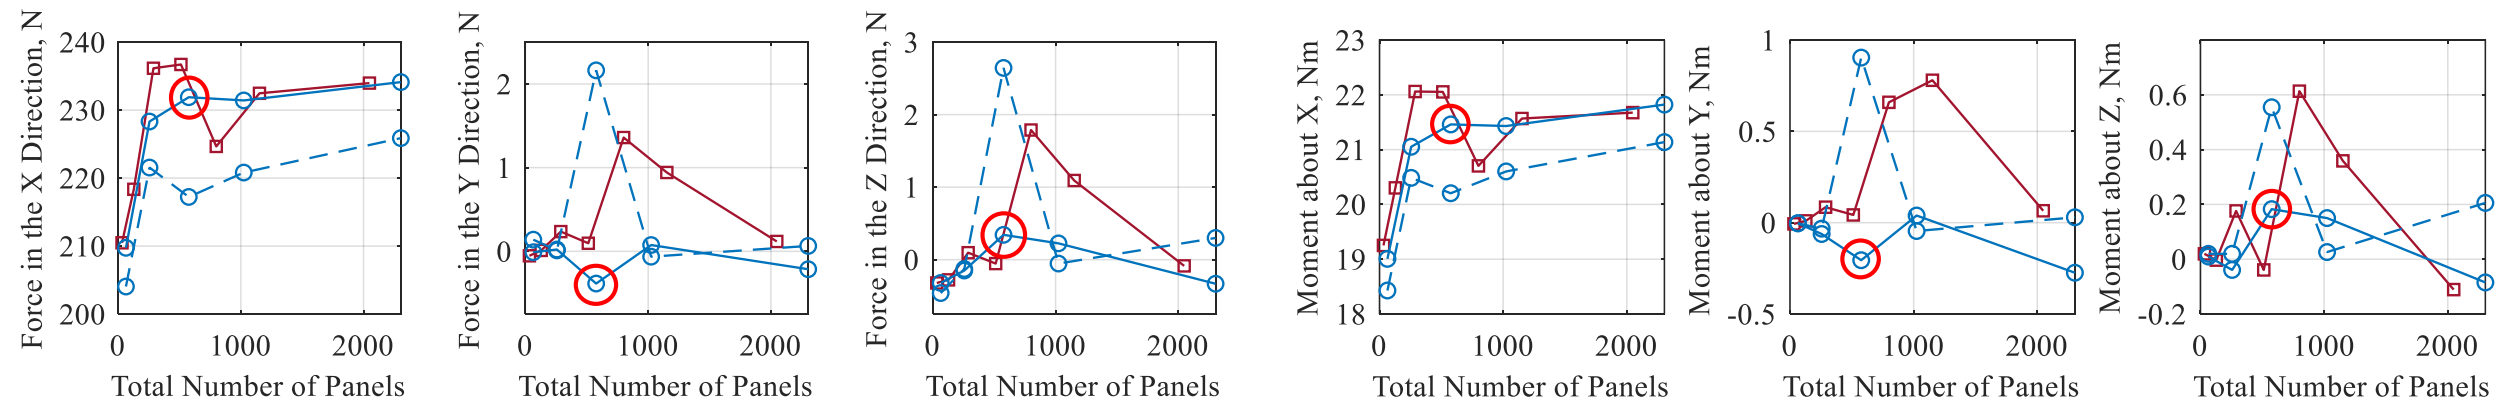 Force in the X Direction, N
240
230
220
210
200
0 1000 2000
Total Number of Panels
Force in the Y Direction, N
2
1
0
0 1000 2000
Total Number of Panels
Force in the Z Direction, N
3
2
1
0
0 1000 2000
Total Number of Panels
Moment about X, Nm
23
22
21
20
19
18
0 1000 2000
Total Number of Panels
Moment about Y, Nm
1
0.5
0
-0.5
0 1000 2000
Total Number of Panels
Moment about Z, Nm
0.6
0.4
0.2
0
-0.2
0 1000 2000
Total Number of Panels